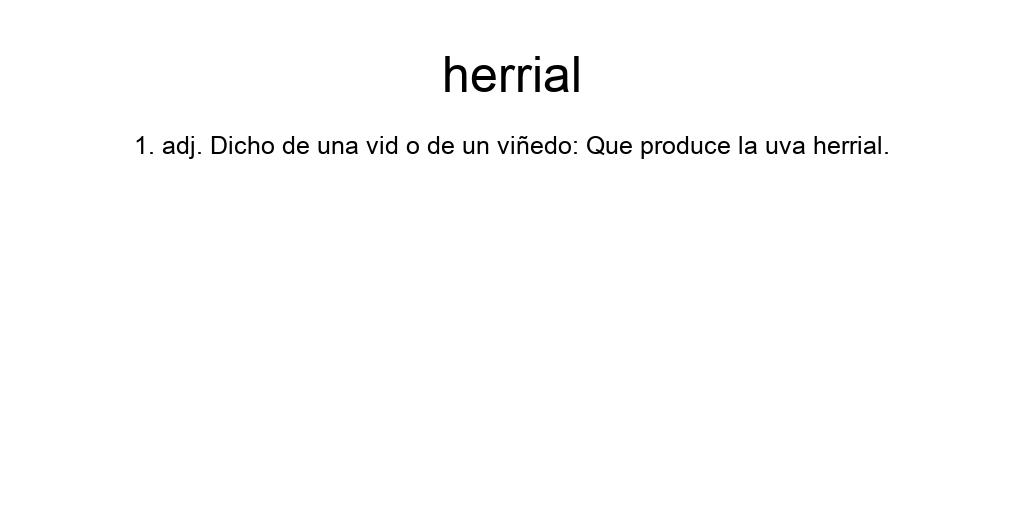 herrial
1. adj. Dicho de una vid o de un viñedo: Que produce la uva herrial.